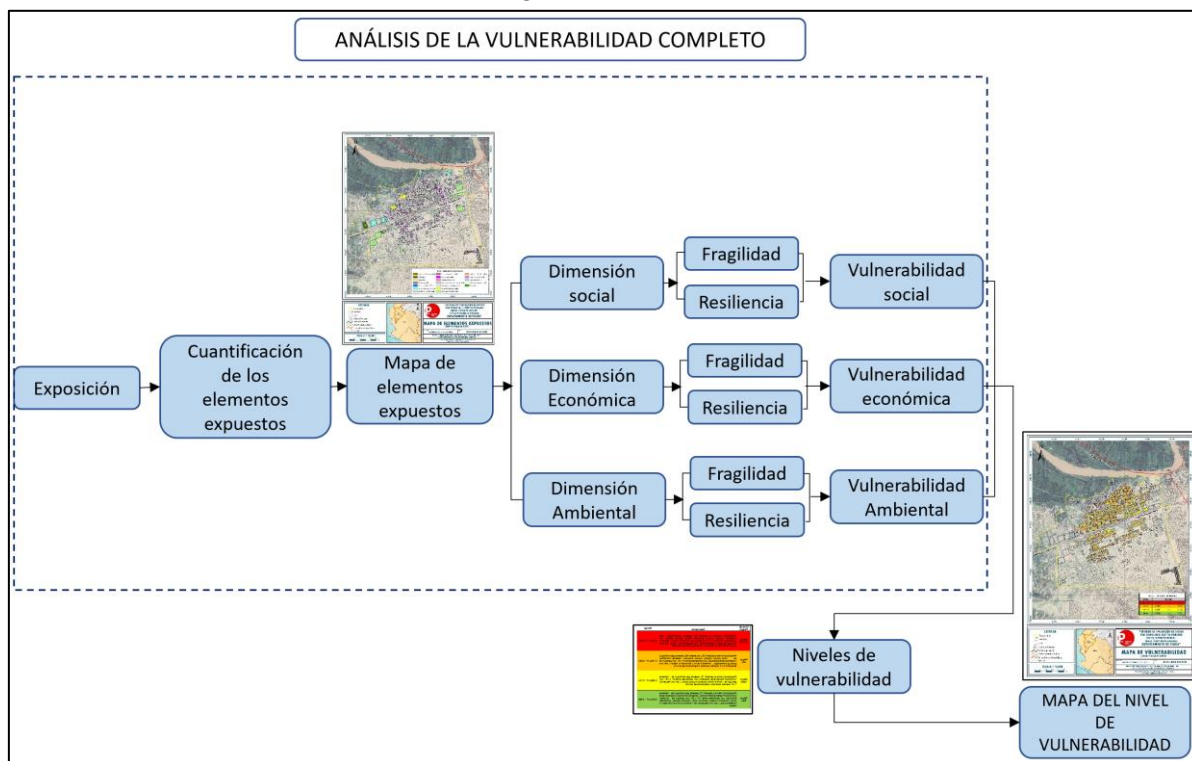 ANÁLISIS DE LA VULNERABILIDAD COMPLETO
Exposición
Cuantificación
de los
elementos
expuestos
MAPA DE ELEMENTOS EXPUESTOS
Mapa de
elementos
expuestos
Dimensión
social
Fragilidad
Resiliencia
Vulnerabilidad
social
Dimensión
Económica
Fragilidad
Resiliencia
Vulnerabilidad
económica
Dimensión
Ambiental
Fragilidad
Resiliencia
Vulnerabilidad
Ambiental
Niveles de
vulnerabilidad
MAPA DE VULNERABILIDAD
MAPA DEL NIVEL
DE
VULNERABILIDAD